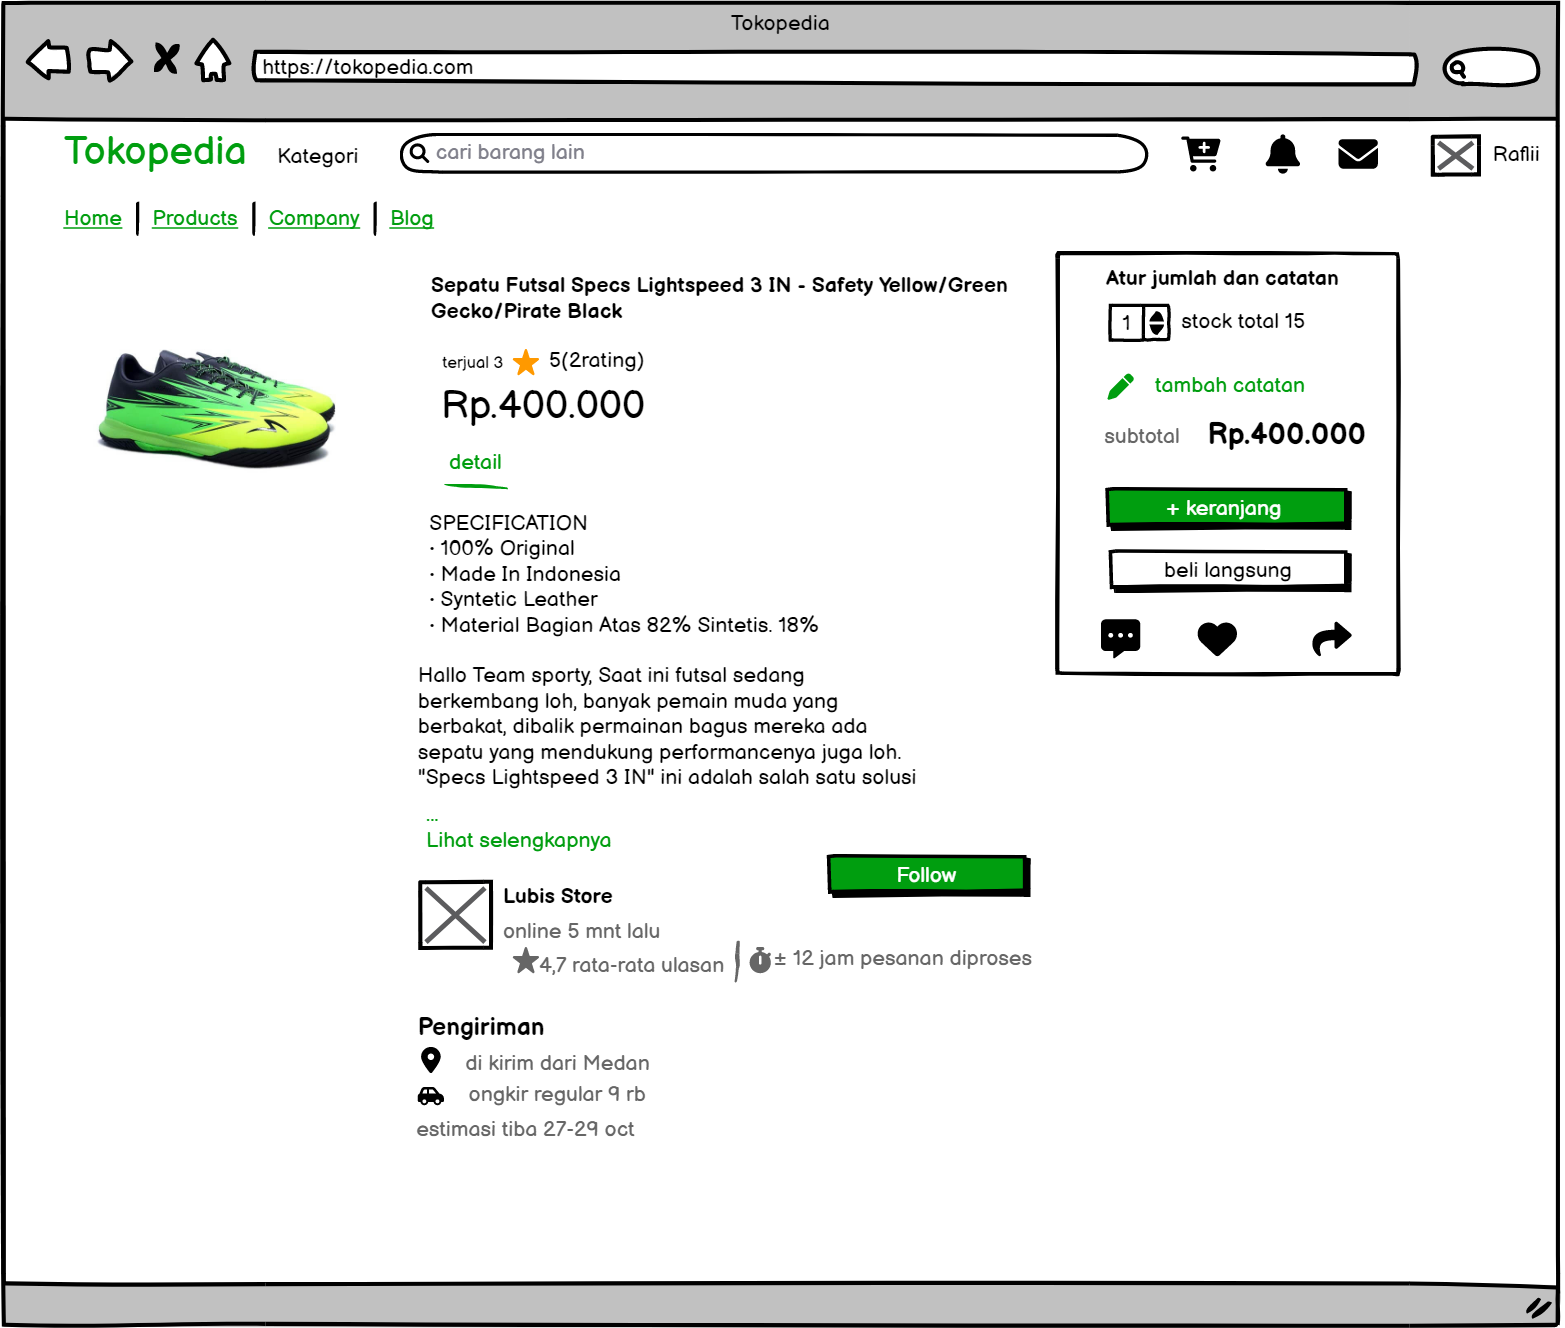 Tokopedia
https://tokopedia.com
Tokopedia
Kategori
cari barang lain
Raflii
Home
Products
Company
Blog
Sepatu Futsal Specs Lightspeed 3 IN - Safety Yellow/Green
Gecko/Pirate Black
terjual 3
5(2rating)
Rp.400.000
detail
SPECIFICATION
· 100% Original
· Made In Indonesia
· Syntetic Leather
· Material Bagian Atas 82% Sintetis. 18%
Hallo Team sporty, Saat ini futsal sedang
berkembang loh, banyak pemain muda yang
berbakat, dibalik permainan bagus mereka ada
sepatu yang mendukung performancenya juga loh.
"Specs Lightspeed 3 IN" ini adalah salah satu solusi
...
Lihat selengkapnya
Follow
Lubis Store
online 5 mnt lalu
4,7 rata-rata ulasan
± 12 jam pesanan diproses
Pengiriman
di kirim dari Medan
ongkir regular 9 rb
estimasi tiba 27-29 oct
Atur jumlah dan catatan
1
stock total 15
tambah catatan
subtotal
Rp.400.000
+ keranjang
beli langsung